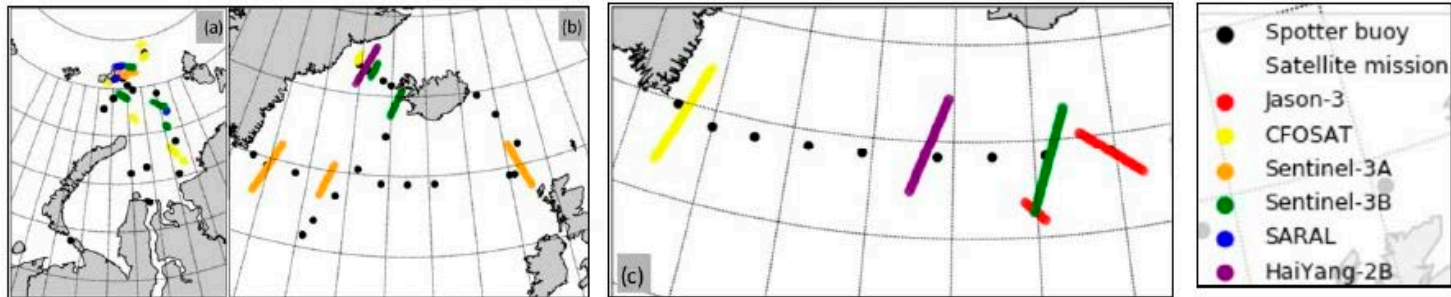 (a)
(b)
(c)
Spotter buoy
Satellite mission
Jason-3
CFOSAT
Sentinel-3A
Sentinel-3B
SARAL
HaiYang-2B